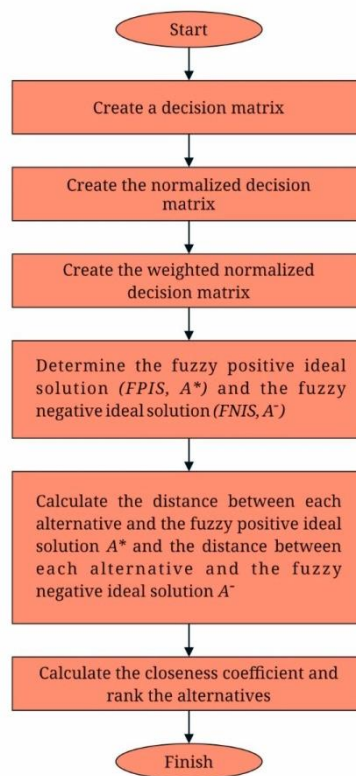 Start
Create a decision matrix
Create the normalized decision
matrix
Create the weighted normalized
decision matrix
Determine the fuzzy positive ideal
solution (FPIS, A*) and the fuzzy
negative ideal solution (FNIS, A⁻)
Calculate the distance between each
alternative and the fuzzy positive ideal
solution A* and the distance between
each alternative and the fuzzy
negative ideal solution A⁻
Calculate the closeness coefficient and
rank the alternatives
Finish